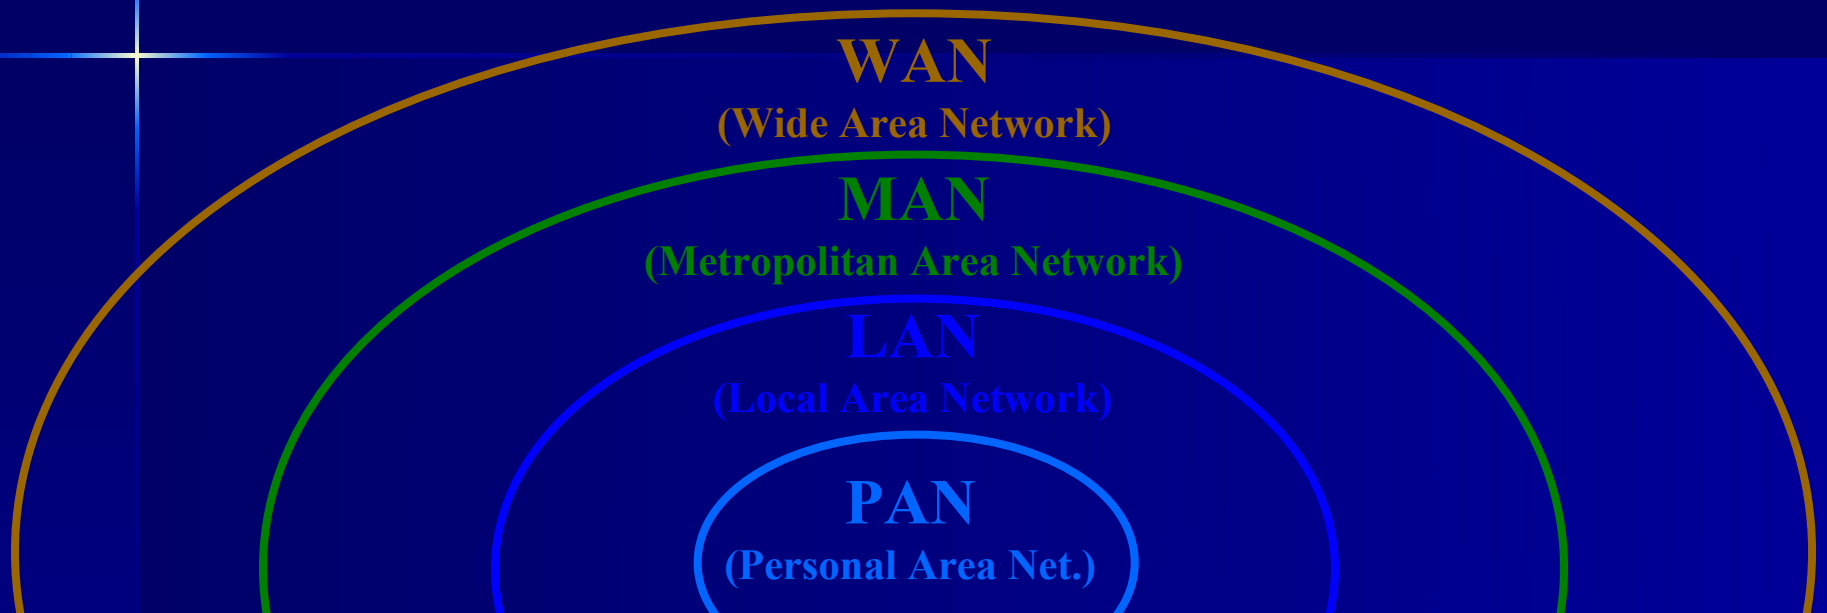 WAN
(Wide Area Network)
MAN
(Metropolitan Area Network)
LAN
(Local Area Network)
PAN
(Personal Area Net.)